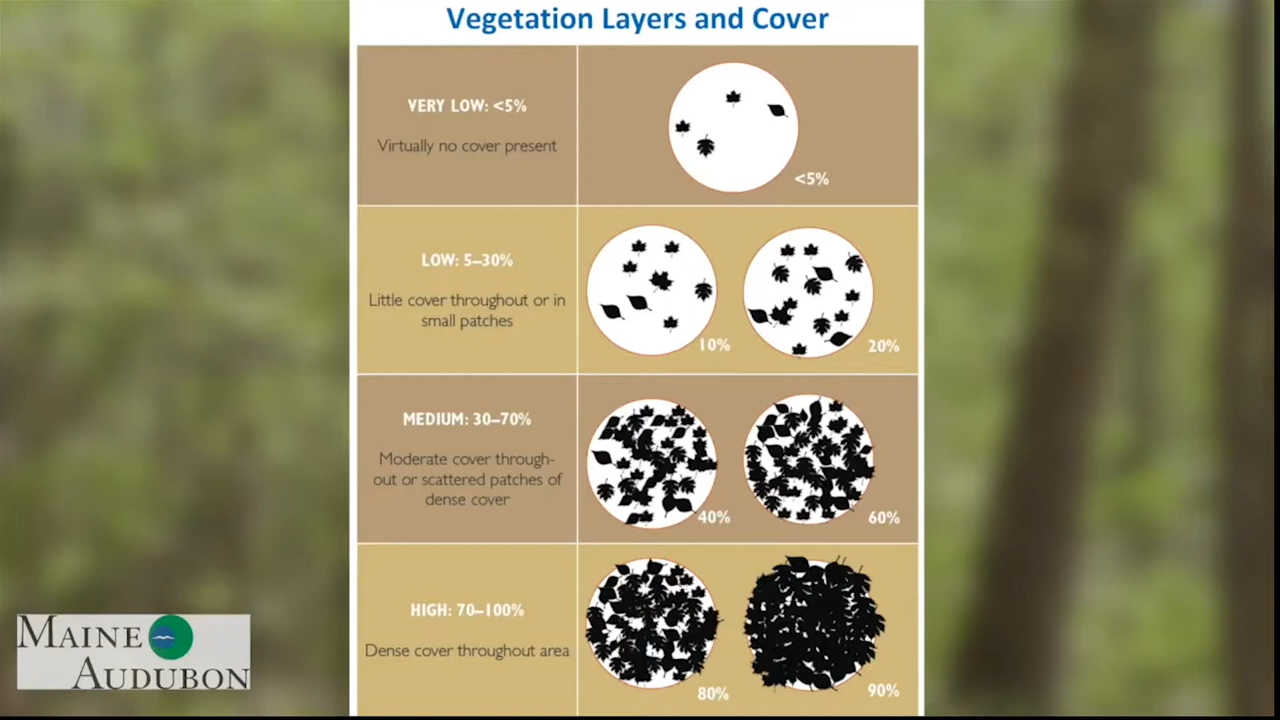 Vegetation Layers and Cover
VERY LOW: <5%
Virtually no cover present
<5%
LOW: 5–30%
Little cover throughout or in
small patches
10%
20%
MEDIUM: 30–70%
Moderate cover through-
out or scattered patches of
dense cover
40%
60%
HIGH: 70–100%
Dense cover throughout area
80%
90%
MAINE
AUDUBON